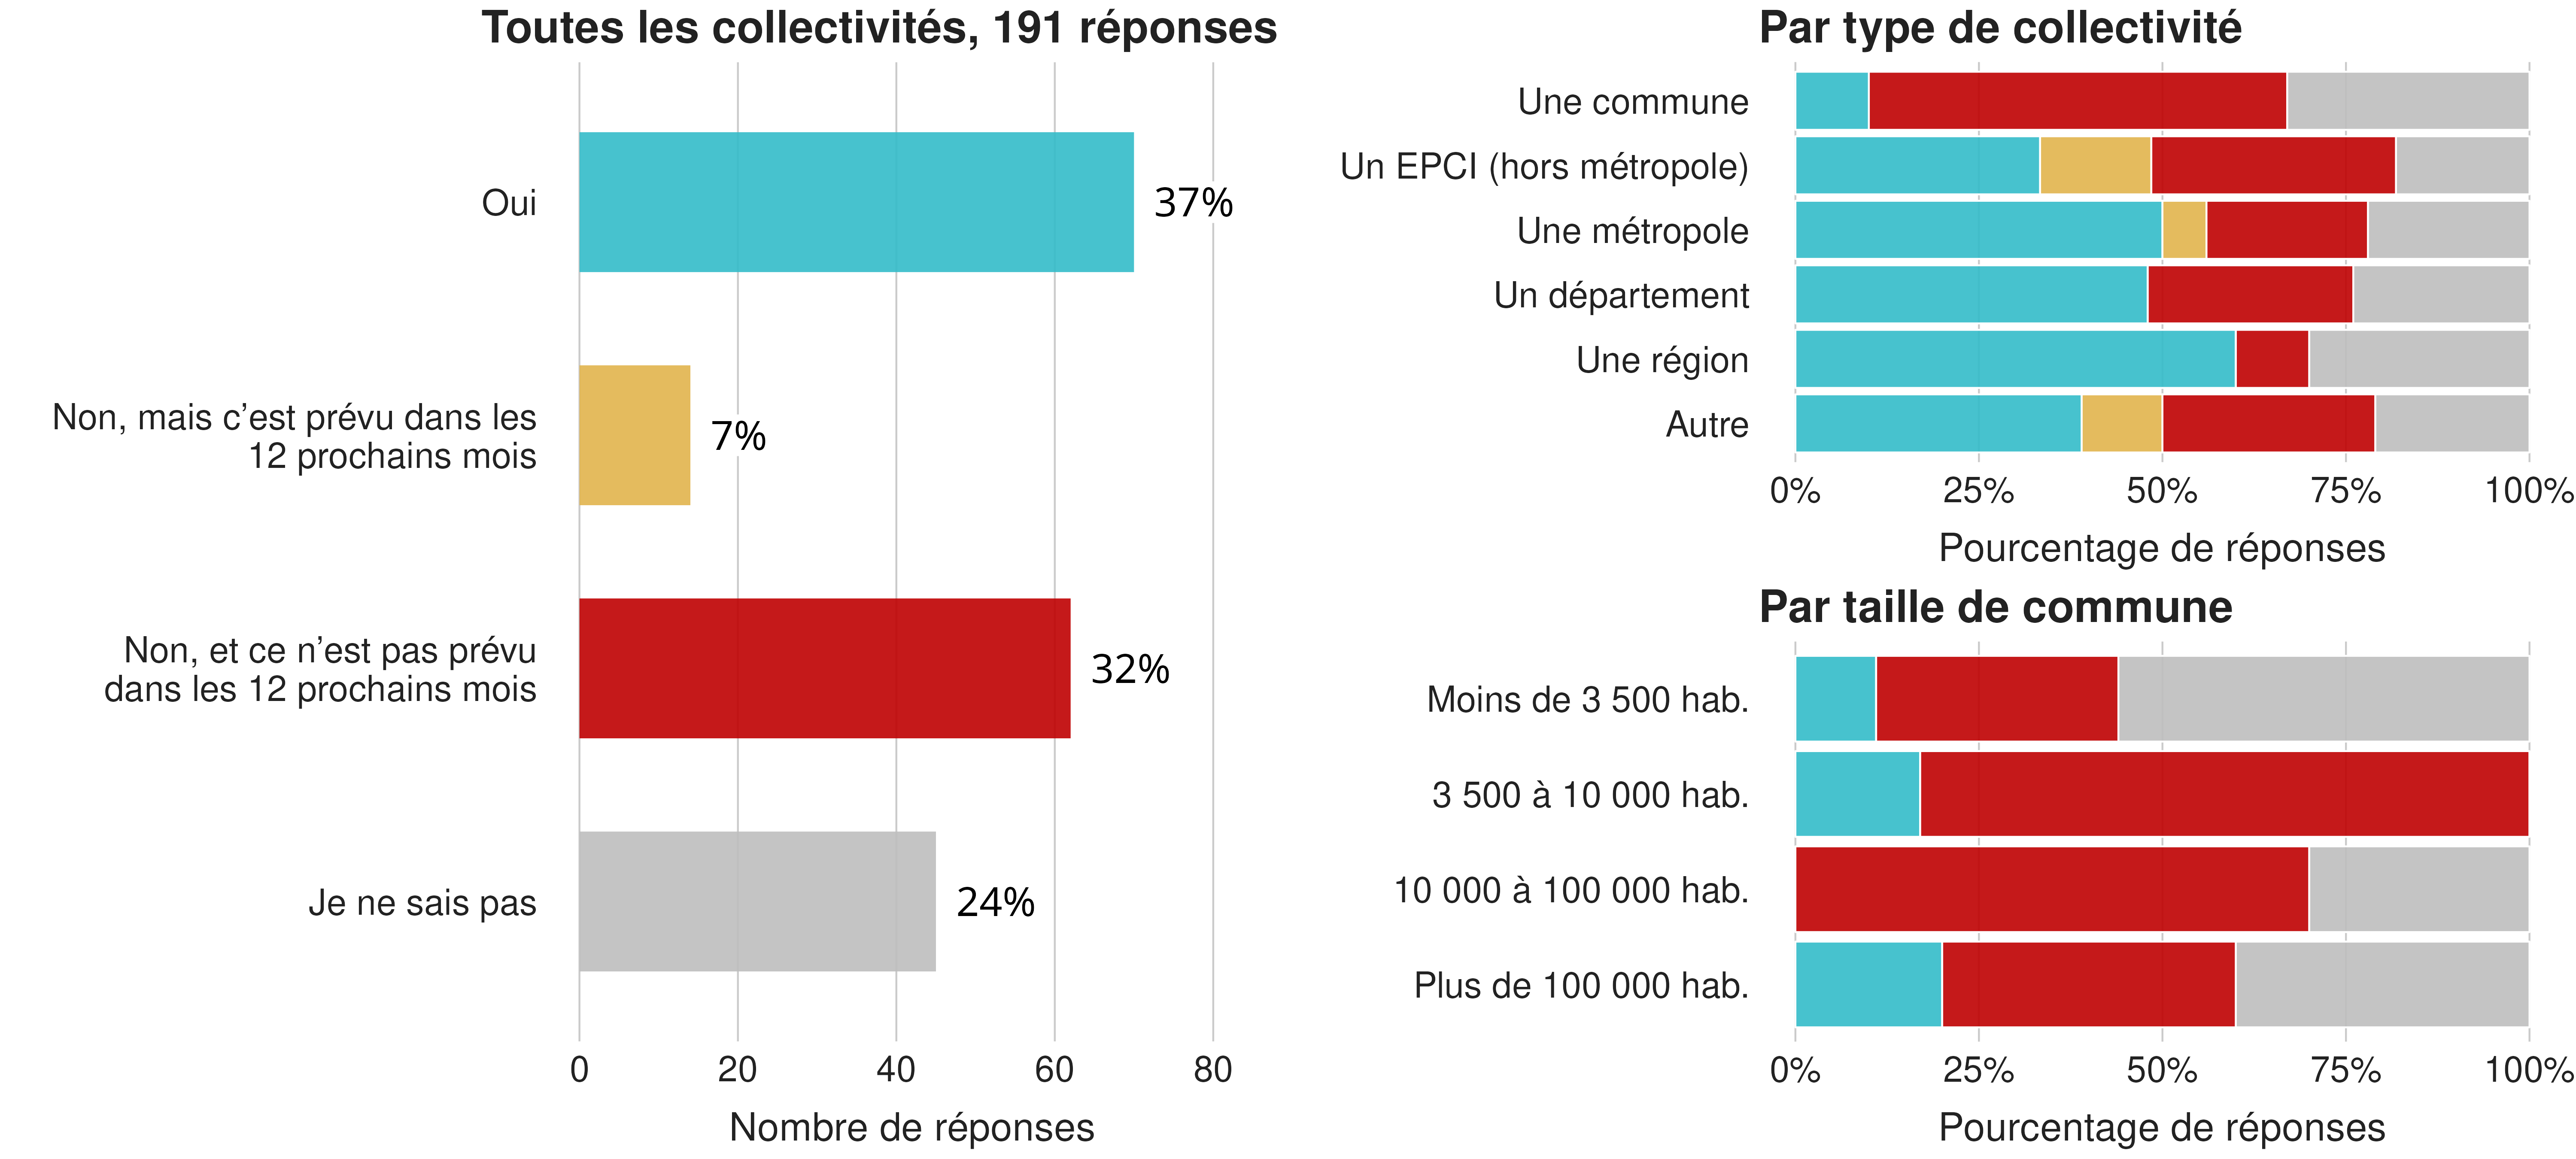 Toutes les collectivités, 191 réponses
Oui
37%
Non, mais c’est prévu dans les
12 prochains mois
7%
Non, et ce n’est pas prévu
dans les 12 prochains mois
32%
Je ne sais pas
24%
0 20 40 60 80
Nombre de réponses
Par type de collectivité
Une commune
Un EPCI (hors métropole)
Une métropole
Un département
Une région
Autre
0% 25% 50% 75% 100%
Pourcentage de réponses
Par taille de commune
Moins de 3 500 hab.
3 500 à 10 000 hab.
10 000 à 100 000 hab.
Plus de 100 000 hab.
0% 25% 50% 75% 100%
Pourcentage de réponses